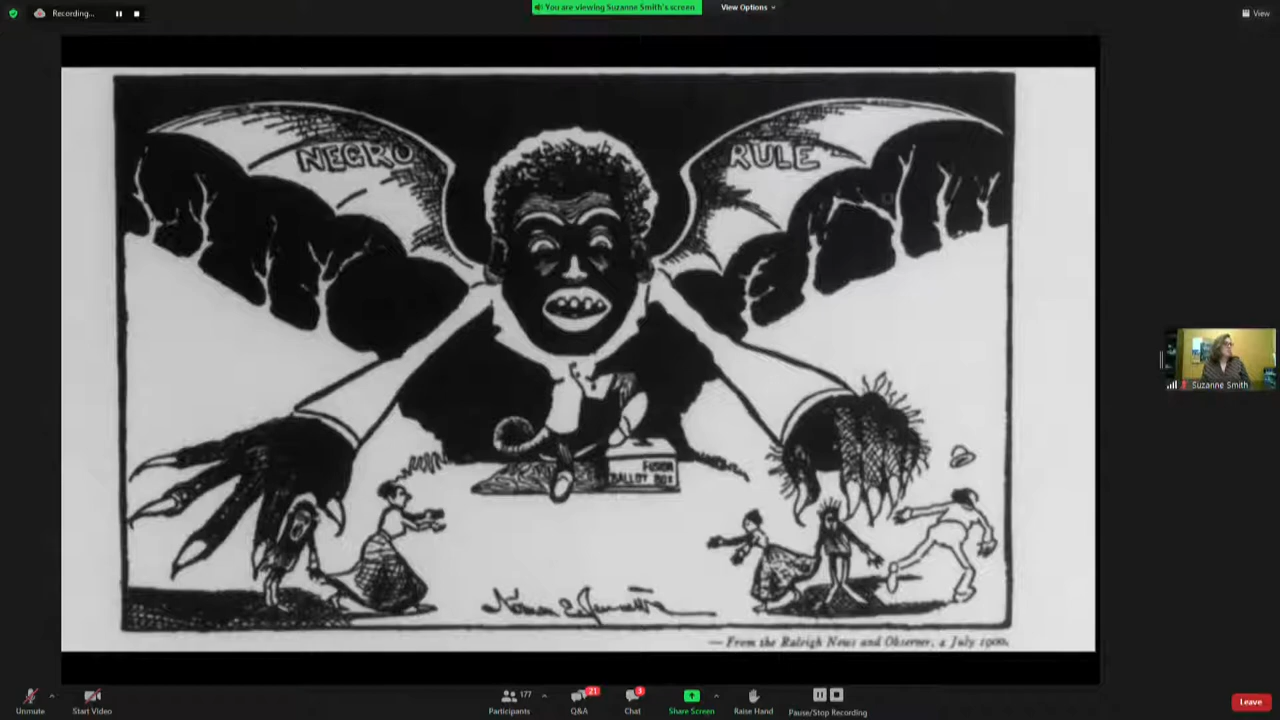 Recording...
You are viewing Suzanne Smith's screen
View Options
View
NEGRO
RULE
FUSION
BALLOT BOX
Norman E. Jennette
— From the Raleigh News and Observer, a July 1900.
Suzanne Smith
Unmute
Start Video
177
Participants
21
Q&A
3
Chat
Share Screen
Raise Hand
Pause/Stop Recording
Leave